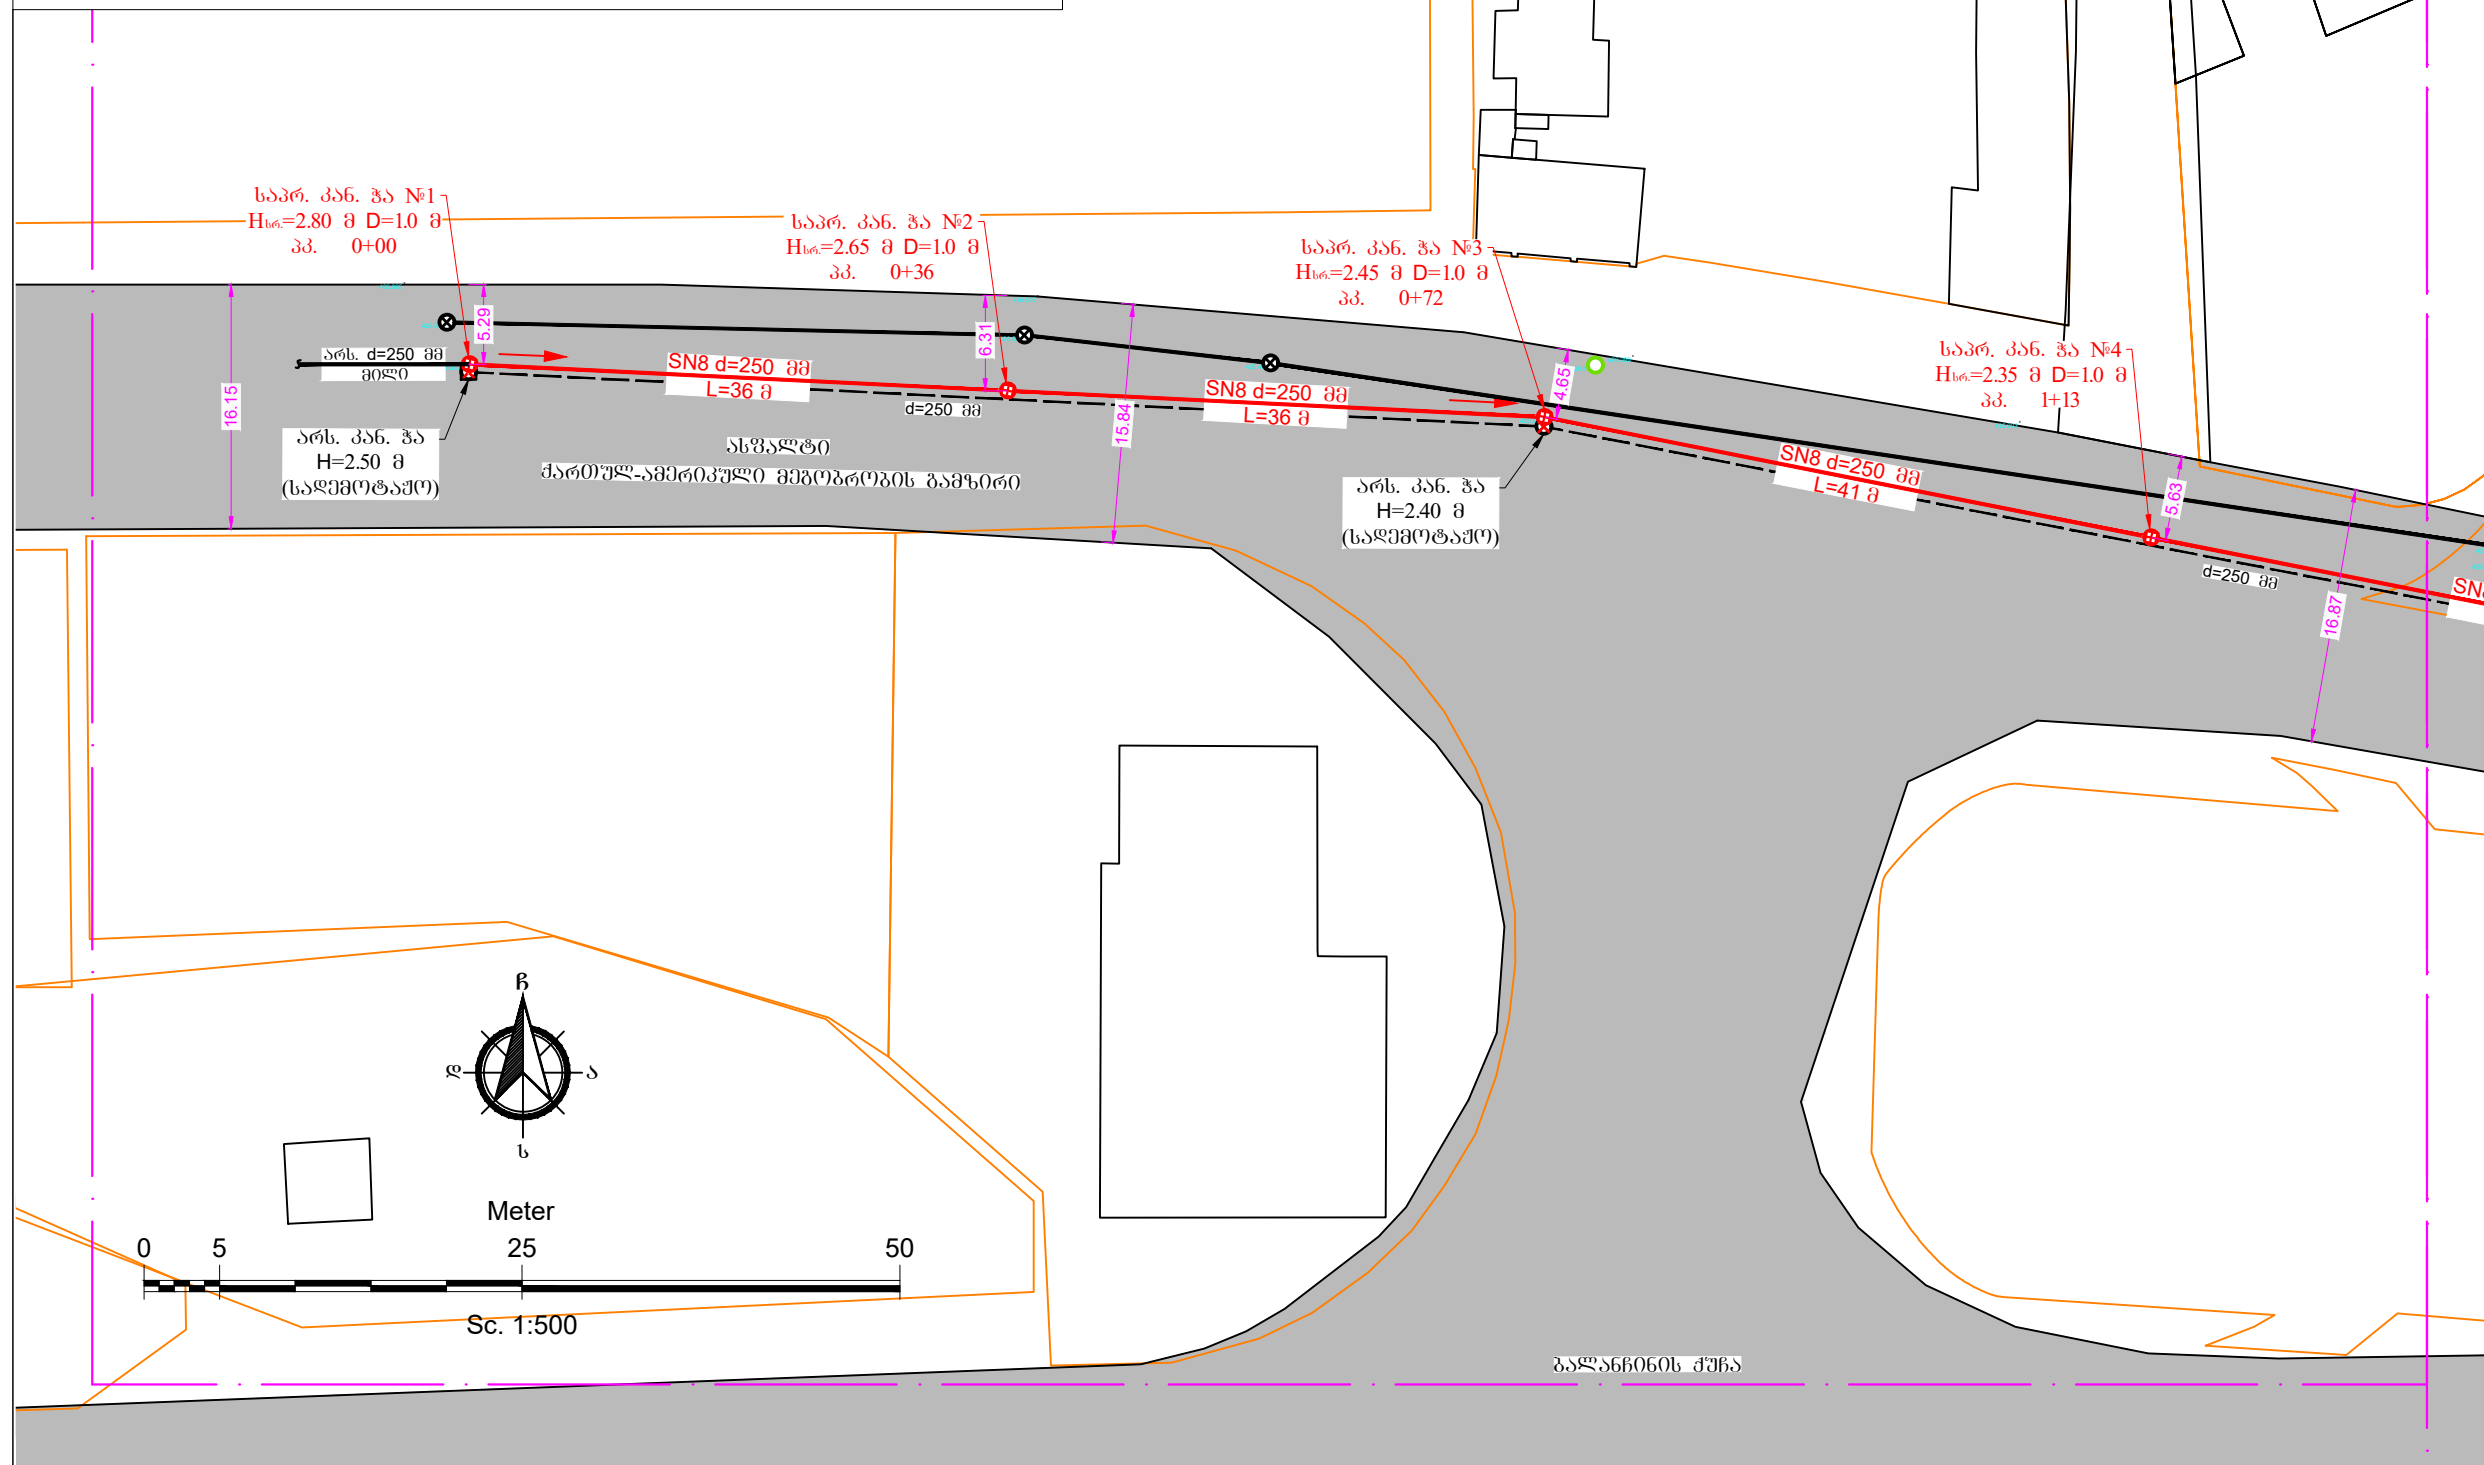 საპრ. კან. ჭა №1
Hსრ.=2.80 მ D=1.0 მ
პკ. 0+00
საპრ. კან. ჭა №2
Hსრ.=2.65 მ D=1.0 მ
პკ. 0+36
საპრ. კან. ჭა №3
Hსრ.=2.45 მ D=1.0 მ
პკ. 0+72
საპრ. კან. ჭა №4
Hსრ.=2.35 მ D=1.0 მ
პკ. 1+13
5.29
6.31
4.65
5.63
16.15
15.84
16.87
არს. d=250 მმ
მილი
SN8 d=250 მმ
L=36 მ
d=250 მმ
SN8 d=250 მმ
L=36 მ
SN8 d=250 მმ
L=41 მ
d=250 მმ
არს. კან. ჭა
H=2.50 მ
(სადემოტაჟო)
ასფალტი
ქართულ-ამერიკული მეგობრობის გამზირი
არს. კან. ჭა
H=2.40 მ
(სადემოტაჟო)
ჩ
დ
ა
ს
Meter
0 5 25 50
Sc. 1:500
ბალანჩინის ქუჩა